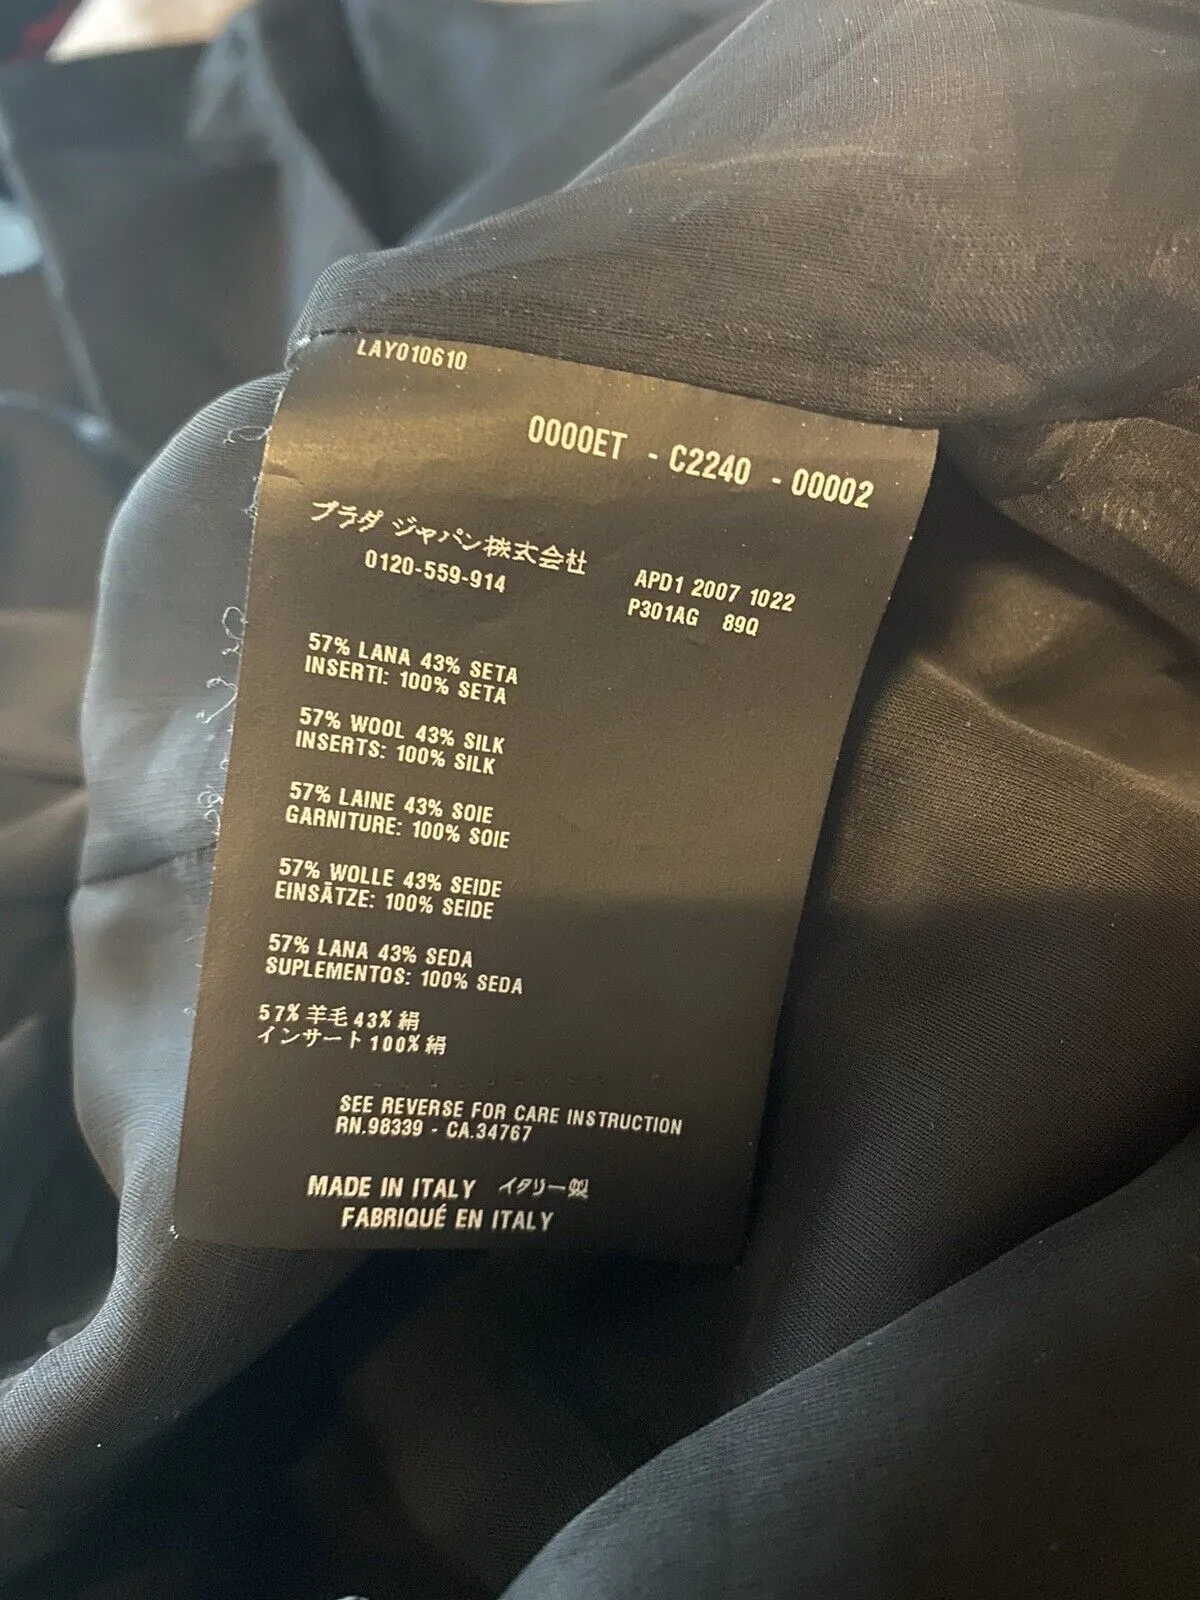 LAY010610
0000ET - C2240 - 00002
プラダ ジャパン株式会社
0120-559-914
APD1 2007 1022
P301AG 89Q
57% LANA 43% SETA
INSERTI: 100% SETA
57% WOOL 43% SILK
INSERTS: 100% SILK
57% LAINE 43% SOIE
GARNITURE: 100% SOIE
57% WOLLE 43% SEIDE
EINSÄTZE: 100% SEIDE
57% LANA 43% SEDA
SUPLEMENTOS: 100% SEDA
57% 羊毛 43% 絹
インサート 100% 絹
SEE REVERSE FOR CARE INSTRUCTION
RN.98339 - CA.34767
MADE IN ITALY イタリー製
FABRIQUÉ EN ITALY